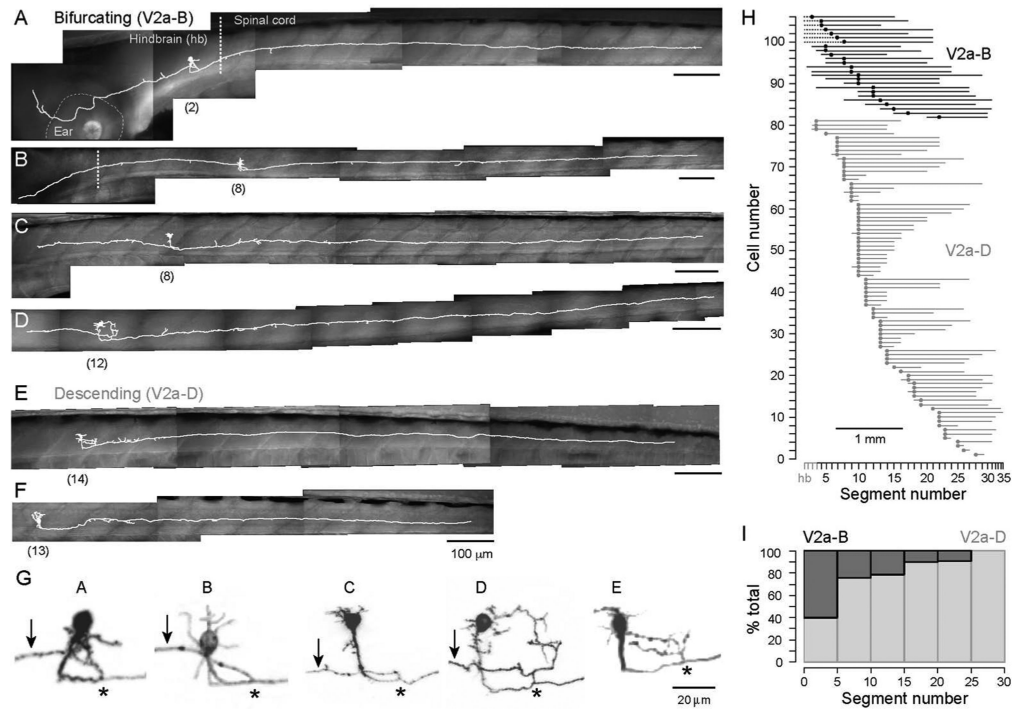 A Bifurcating (V2a-B) Spinal cord
Hindbrain (hb)
(2)
Ear
B
(8)
C
(8)
D
(12)
E Descending (V2a-D)
(14)
F
(13)
100 µm
G A B C D E
* * * * *
20 µm
H
Cell number
100
90
80
70
60
50
40
30
20
10
0
V2a-B
V2a-D
1 mm
hb 5 10 15 20 25 30 35
Segment number
I V2a-B V2a-D
% total
100
80
60
40
20
0
0 5 10 15 20 25 30
Segment number